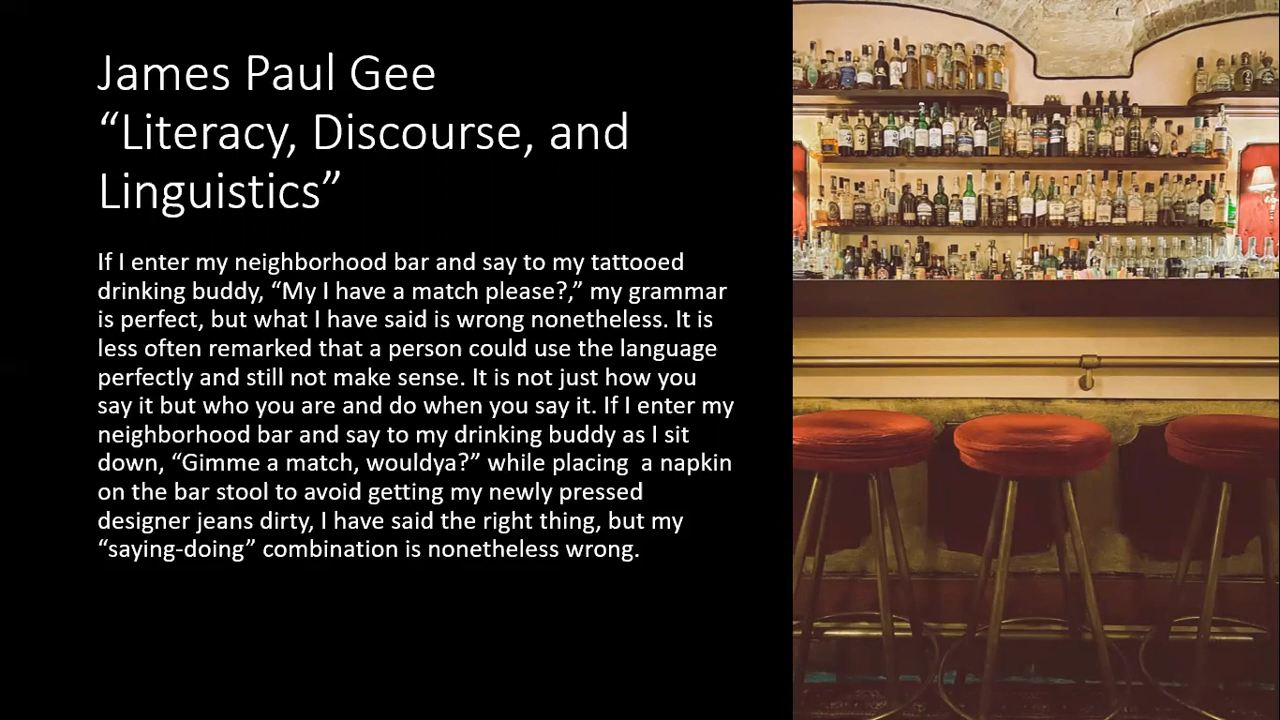 James Paul Gee
“Literacy, Discourse, and
Linguistics”
If I enter my neighborhood bar and say to my tattooed
drinking buddy, “My I have a match please?,” my grammar
is perfect, but what I have said is wrong nonetheless. It is
less often remarked that a person could use the language
perfectly and still not make sense. It is not just how you
say it but who you are and do when you say it. If I enter my
neighborhood bar and say to my drinking buddy as I sit
down, “Gimme a match, wouldya?” while placing  a napkin
on the bar stool to avoid getting my newly pressed
designer jeans dirty, I have said the right thing, but my
“saying-doing” combination is nonetheless wrong.